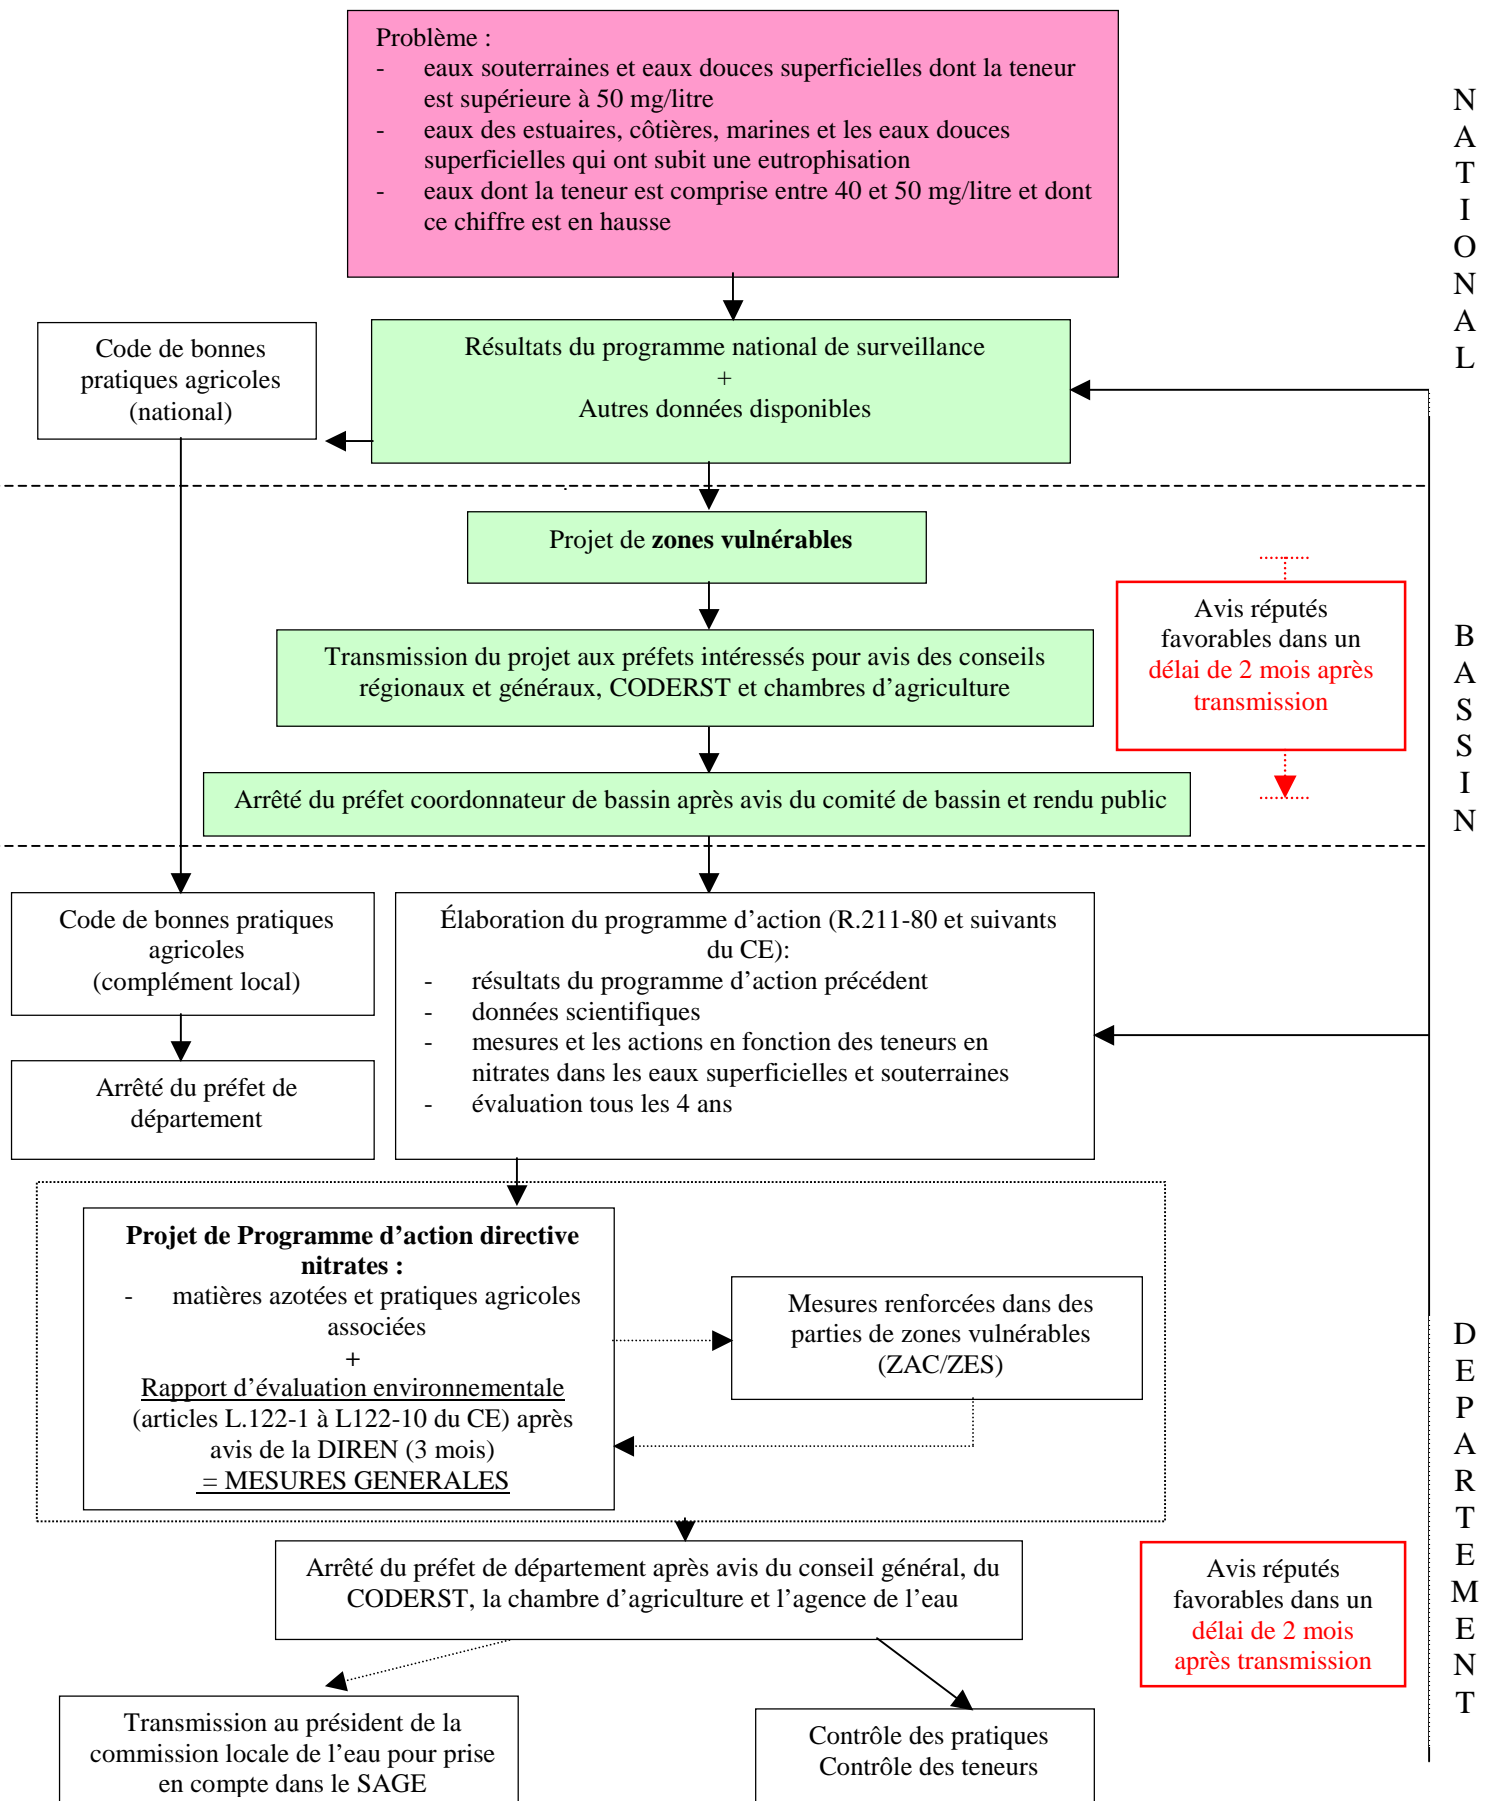 Problème :
- eaux souterraines et eaux douces superficielles dont la teneur
est supérieure à 50 mg/litre
- eaux des estuaires, côtières, marines et les eaux douces
superficielles qui ont subit une eutrophisation
- eaux dont la teneur est comprise entre 40 et 50 mg/litre et dont
ce chiffre est en hausse
N
A
T
I
O
N
A
L
Code de bonnes
pratiques agricoles
(national)
Résultats du programme national de surveillance
+
Autres données disponibles
Projet de zones vulnérables
Transmission du projet aux préfets intéressés pour avis des conseils
régionaux et généraux, CODERST et chambres d’agriculture
Avis réputés
favorables dans un
délai de 2 mois après
transmission
Arrêté du préfet coordonnateur de bassin après avis du comité de bassin et rendu public
B
A
S
S
I
N
Code de bonnes pratiques
agricoles
(complément local)
Arrêté du préfet de
département
Élaboration du programme d’action (R.211-80 et suivants
du CE):
- résultats du programme d’action précédent
- données scientifiques
- mesures et les actions en fonction des teneurs en
nitrates dans les eaux superficielles et souterraines
- évaluation tous les 4 ans
Projet de Programme d’action directive
nitrates :
- matières azotées et pratiques agricoles
associées
+
Rapport d’évaluation environnementale
(articles L.122-1 à L122-10 du CE) après
avis de la DIREN (3 mois)
= MESURES GENERALES
Mesures renforcées dans des
parties de zones vulnérables
(ZAC/ZES)
Arrêté du préfet de département après avis du conseil général, du
CODERST, la chambre d’agriculture et l’agence de l’eau
Avis réputés
favorables dans un
délai de 2 mois
après transmission
D
E
P
A
R
T
E
M
E
N
T
Transmission au président de la
commission locale de l’eau pour prise
en compte dans le SAGE
Contrôle des pratiques
Contrôle des teneurs